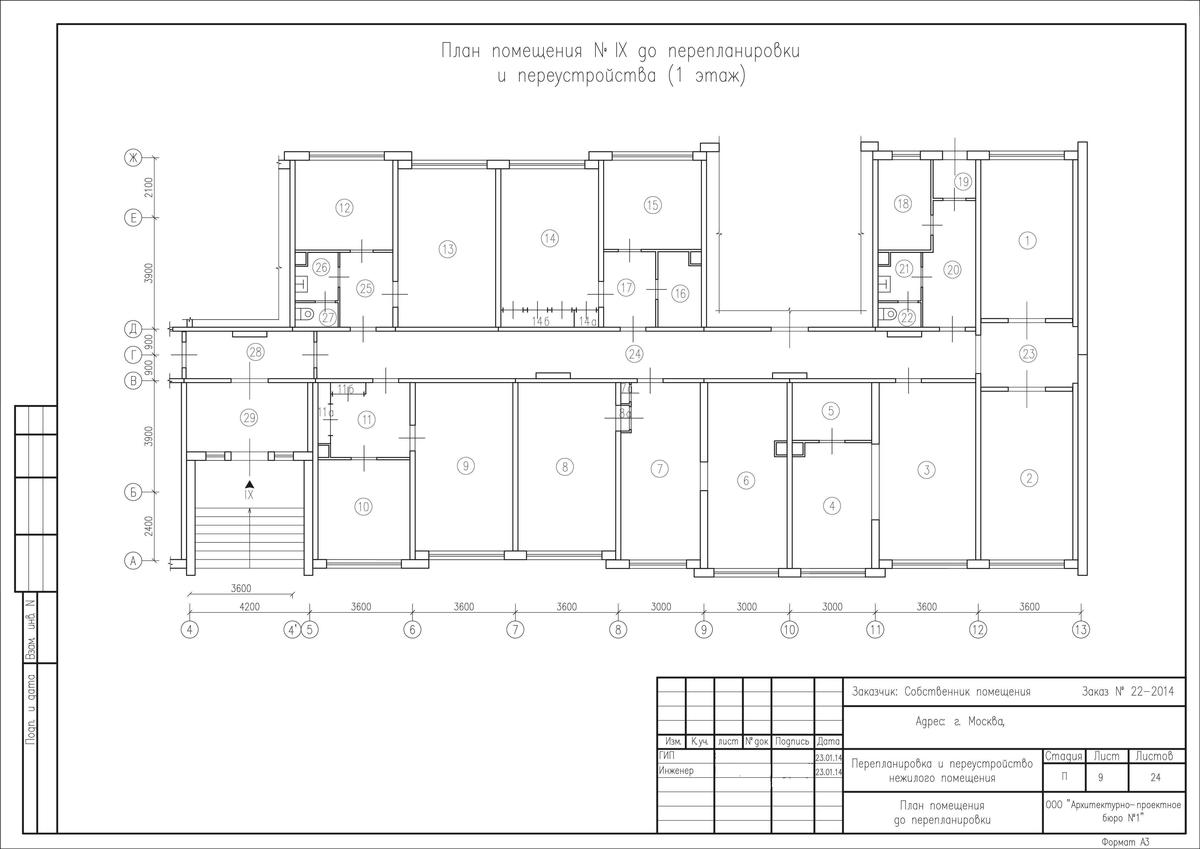 План помещения № IX до перепланировки
и переустройства (1 этаж)
Ж
Е
Д
Г
В
Б
А
2100
3900
900
900
3900
2400
12
13
14
15
18
19
1
26
25
27
17
16
21
20
22
14б
14а
28
24
23
29
11б
11а
11
9
8
8а
7
6
5
4
3
2
10
IX
3600
4200
3600
3600
3600
3000
3000
3000
3600
3600
4
4'
5
6
7
8
9
10
11
12
13
Взам. инв. N
Подп. и дата
Изм.
К.уч.
лист
№ док
Подпись
Дата
ГИП
23.01.14
Инженер
23.01.14
Заказчик: Собственник помещения
Заказ № 22-2014
Адрес: г. Москва,
Перепланировка и переустройство
нежилого помещения
Стадия
Лист
Листов
П
9
24
План помещения
до перепланировки
ООО "Архитектурно-проектное
бюро №1"
Формат А3